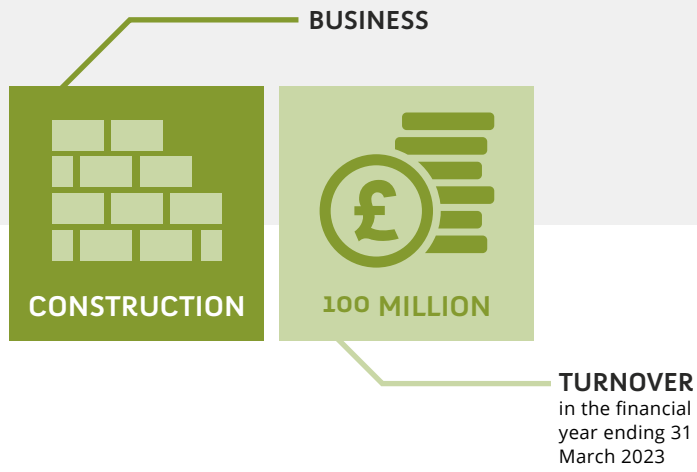 BUSINESS
CONSTRUCTION
£
100 MILLION
TURNOVER
in the financial
year ending 31
March 2023